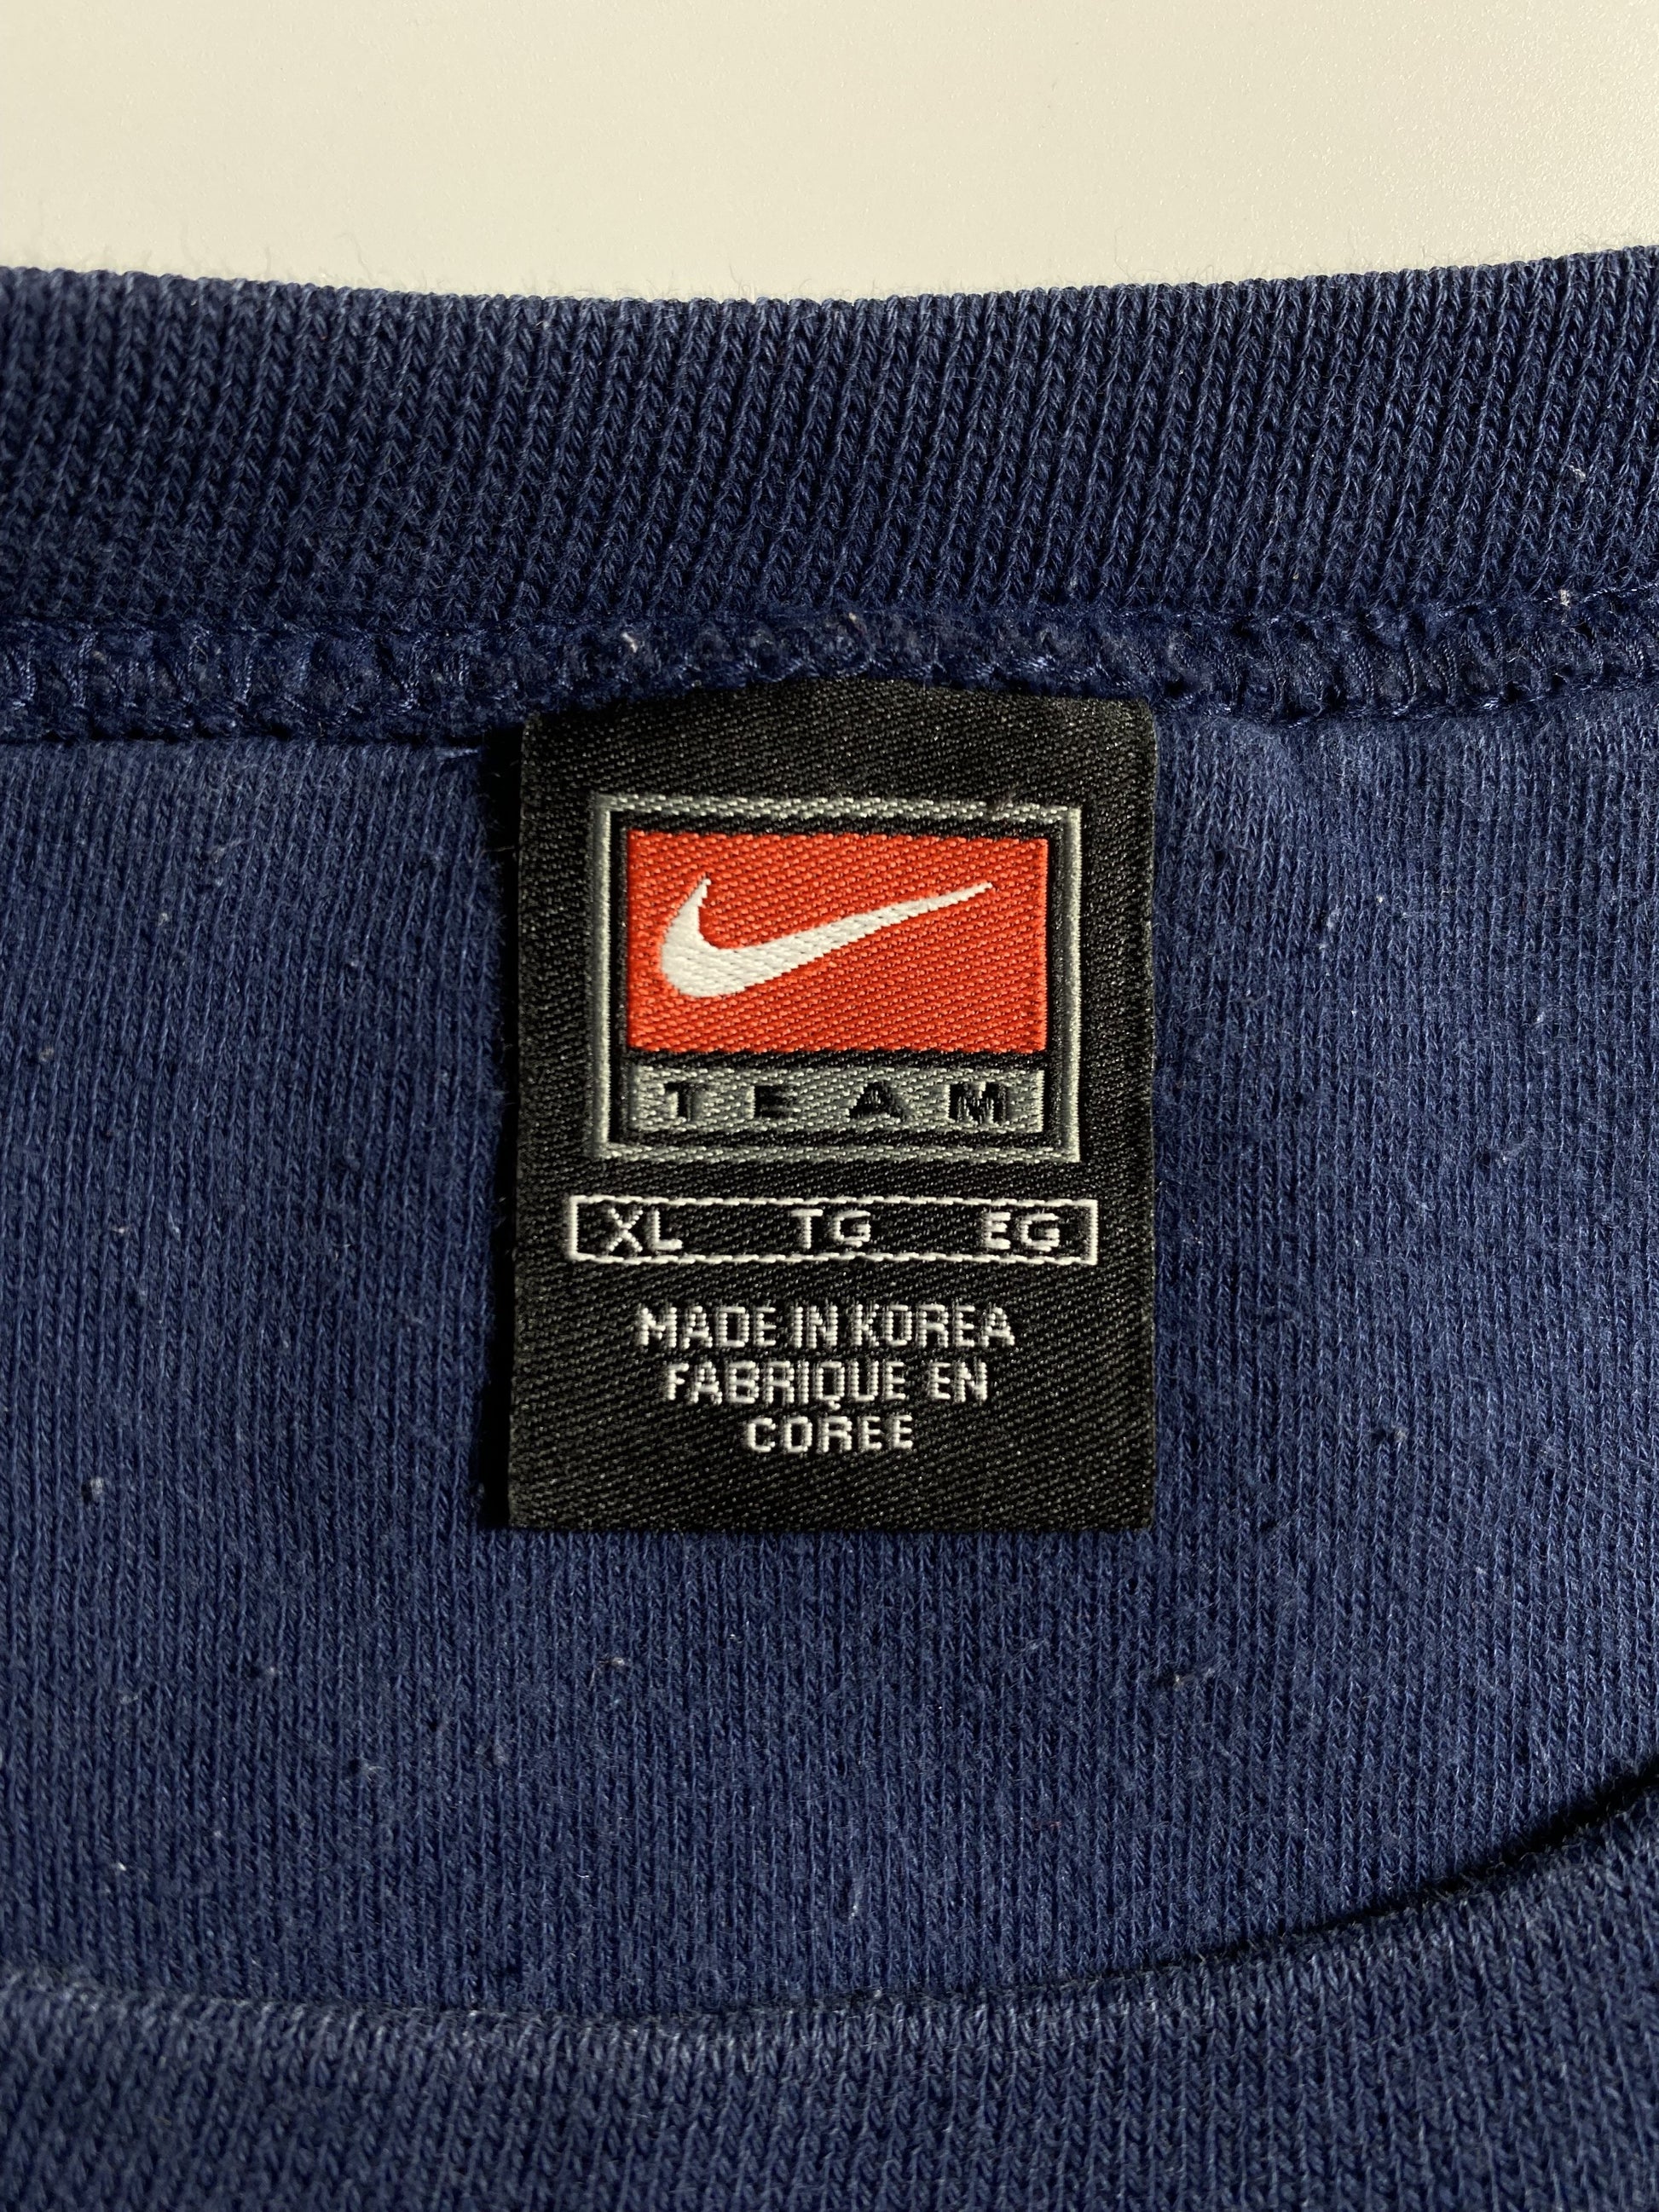 TEAM
XL TG EG
MADE IN KOREA
FABRIQUE EN
COREE